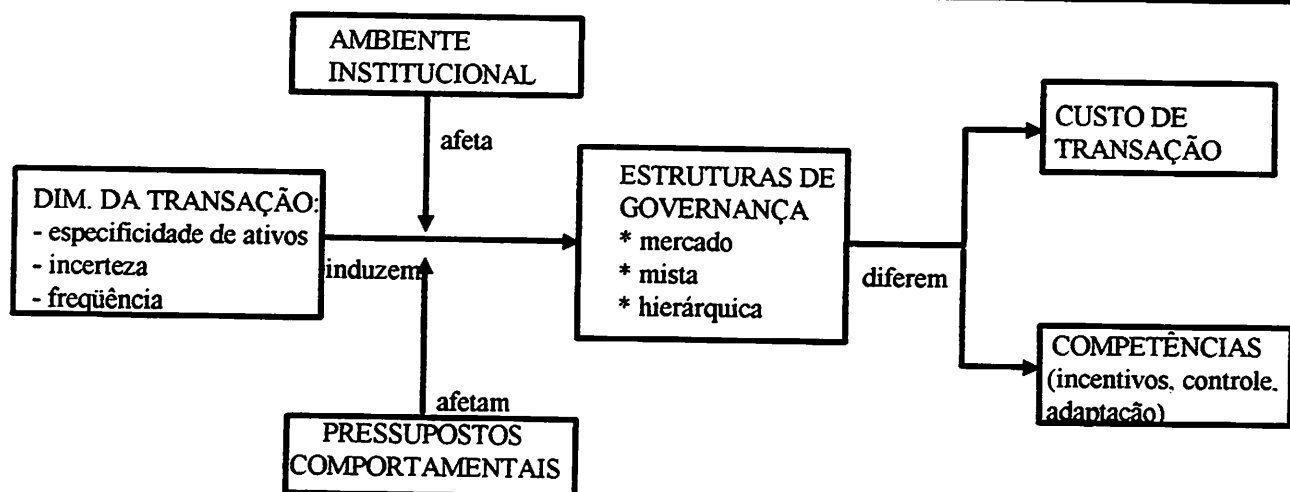 AMBIENTE
INSTITUCIONAL
afeta
DIM. DA TRANSAÇÃO:
- especificidade de ativos
- incerteza
- freqüência
induzem
afetam
PRESSUPOSTOS
COMPORTAMENTAIS
ESTRUTURAS DE
GOVERNANÇA
* mercado
* mista
* hierárquica
diferem
CUSTO DE
TRANSAÇÃO
COMPETÊNCIAS
(incentivos, controle,
adaptação)